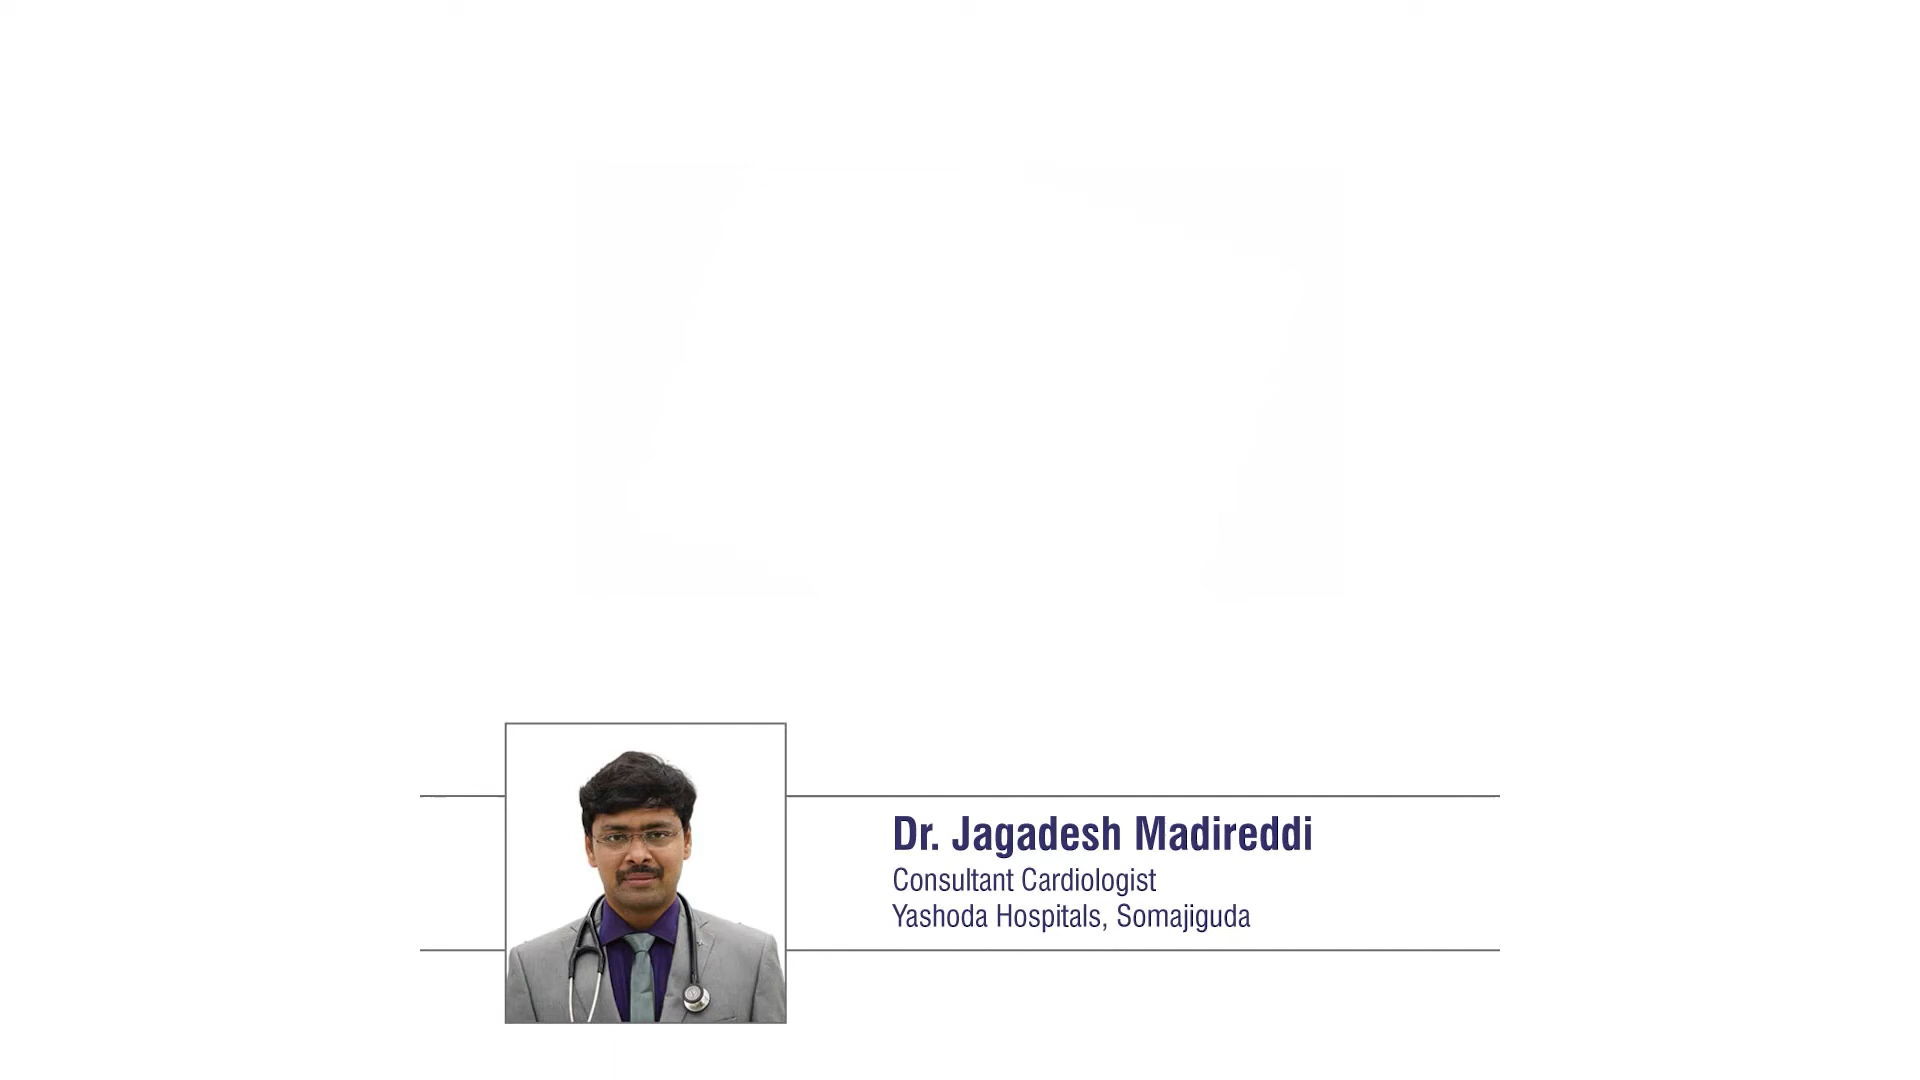 Dr. Jagadesh Madireddi
Consultant Cardiologist
Yashoda Hospitals, Somajiguda